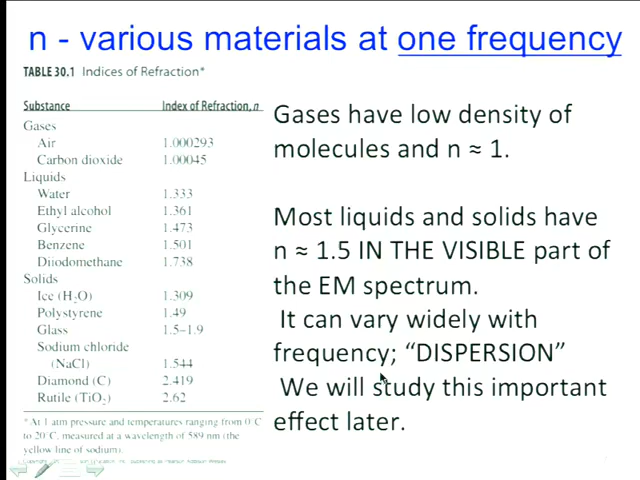 n - various materials at one frequency
TABLE 30.1 Indices of Refraction*
Substance Index of Refraction, n
Gases
Air 1.000293
Carbon dioxide 1.00045
Liquids
Water 1.333
Ethyl alcohol 1.361
Glycerine 1.473
Benzene 1.501
Diiodomethane 1.738
Solids
Ice (H₂O) 1.309
Polystyrene 1.49
Glass 1.5–1.9
Sodium chloride
(NaCl) 1.544
Diamond (C) 2.419
Rutile (TiO₂) 2.62
*At 1 atm pressure and temperatures ranging from 0°C
to 20°C, measured at a wavelength of 589 nm (the
yellow line of sodium).
Gases have low density of
molecules and n ≈ 1.
Most liquids and solids have
n ≈ 1.5 IN THE VISIBLE part of
the EM spectrum.
It can vary widely with
frequency; “DISPERSION”
We will study this important
effect later.